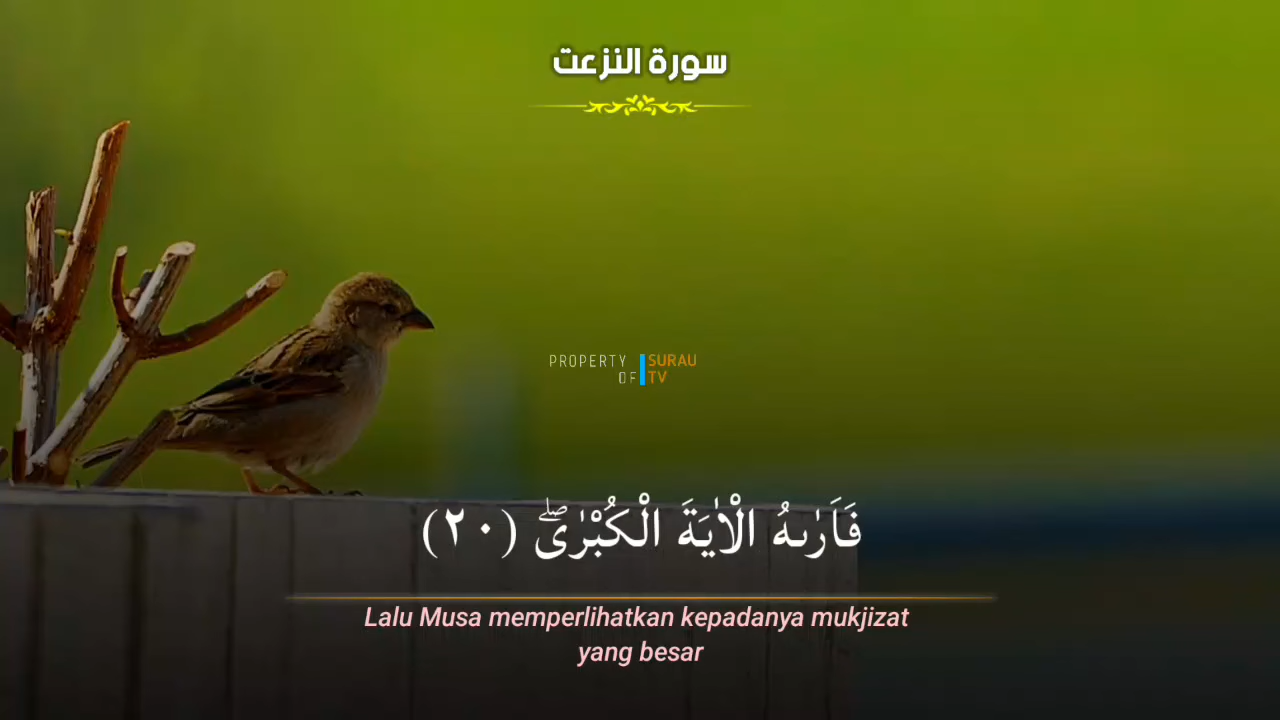 سورة النزعت
PROPERTY OF
SURAU TV
فَاَرٰىهُ الْاٰيَةَ الْكُبْرٰىۖ (٢٠)
Lalu Musa memperlihatkan kepadanya mukjizat
yang besar